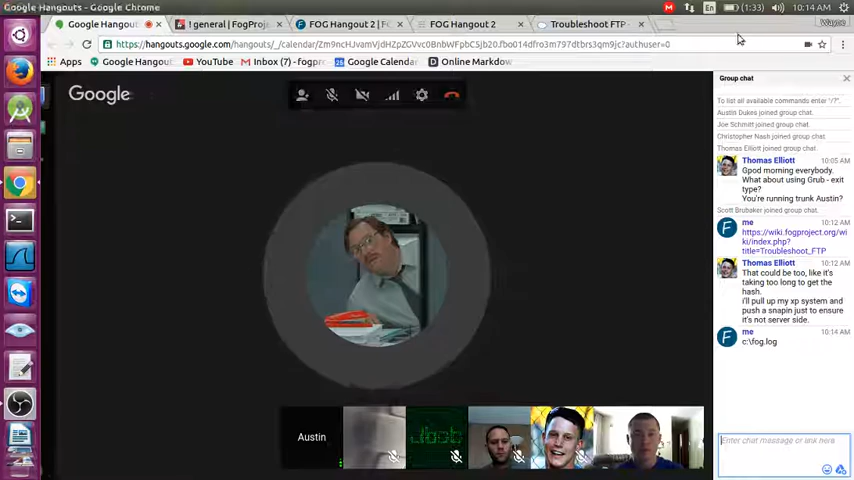 Google Hangouts - Google Chrome
En
(1:33)
10:14 AM
Google Hangout
! general | FogProj
FOG Hangout 2 | F
FOG Hangout 2
Troubleshoot FTP -
Wayne
https://hangouts.google.com/hangouts/_/calendar/
?authuser=0
Apps
Google Hangouts
YouTube
Inbox (7) - fogpr
Google Calendar
Online Markdow
Google
Group chat
To list all available commands enter '/?'.
Austin Dukes joined group chat.
Joe Schmitt joined group chat.
Christopher Nash joined group chat.
Thomas Elliott joined group chat.
Thomas Elliott 10:05 AM
Gpod morning everybody.
What about using Grub - exit
type?
You're running trunk Austin?
Scott Brubaker joined group chat.
me 10:12 AM
https://wiki.fogproject.org/wi
ki/index.php?
title=Troubleshoot_FTP
Thomas Elliott 10:12 AM
That could be too, like it's
taking too long to get the
hash.
i'll pull up my xp system and
push a snapin just to ensure
it's not server side.
me 10:14 AM
c:\fog.log
Austin
Enter chat message or link here